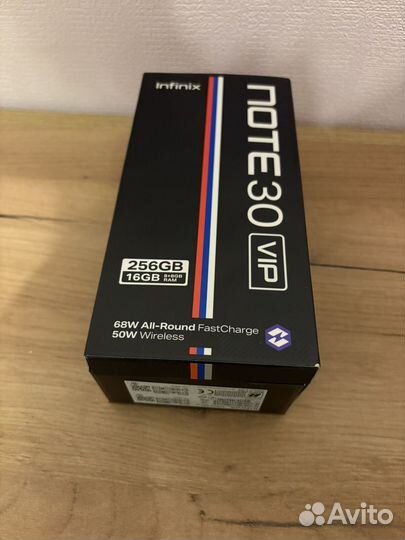 Infinix
NOTE 30
VIP
256GB
16GB 8+8GB RAM
68W All-Round FastCharge
50W Wireless
Avito